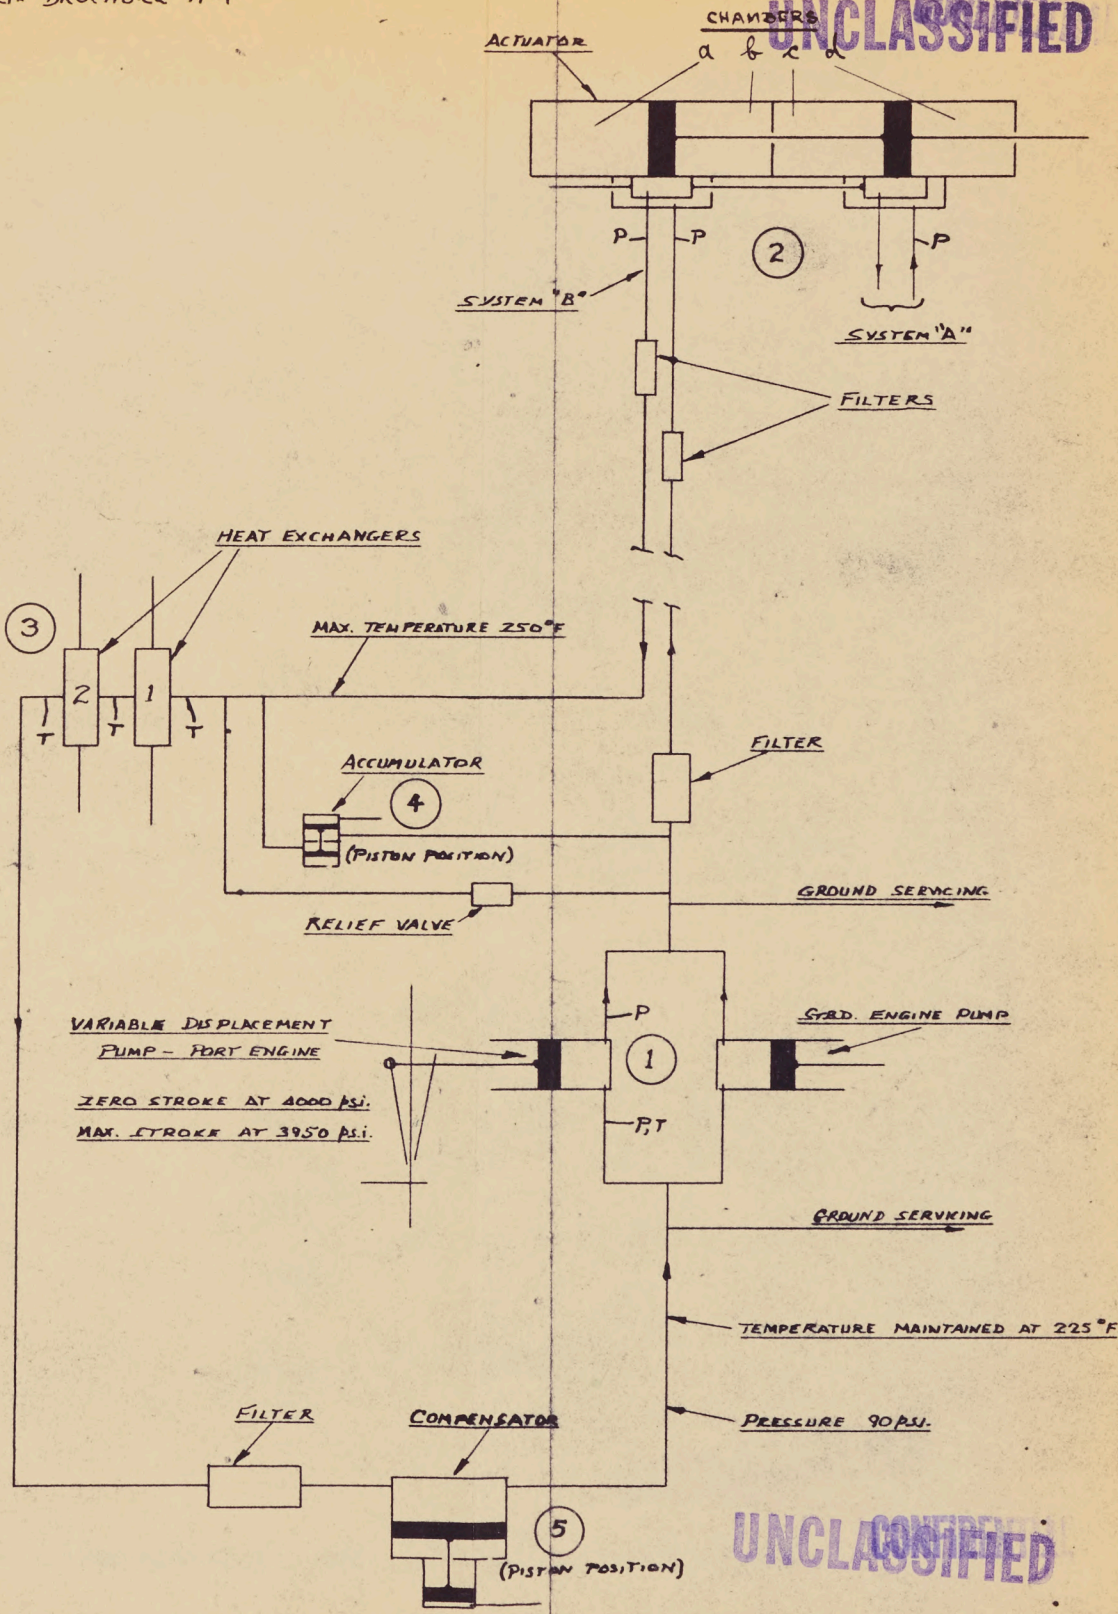 UNCLASSIFIED
CHAMBERS
ACTUATOR
a b c d
P P
2
P
SYSTEM "B"
SYSTEM "A"
FILTERS
HEAT EXCHANGERS
3
MAX. TEMPERATURE 250°F
2 1
T T T
FILTER
ACCUMULATOR
4
(PISTON POSITION)
GROUND SERVICING
RELIEF VALVE
P
VARIABLE DISPLACEMENT
PUMP - PORT ENGINE
STBD. ENGINE PUMP
1
ZERO STROKE AT 4000 psi.
MAX. STROKE AT 3950 p.s.i.
P,T
GROUND SERVICING
TEMPERATURE MAINTAINED AT 225°F
FILTER
COMPENSATOR
PRESSURE 90 p.s.i.
5
(PISTON POSITION)
UNCLASSIFIED
CONFIDENTIAL